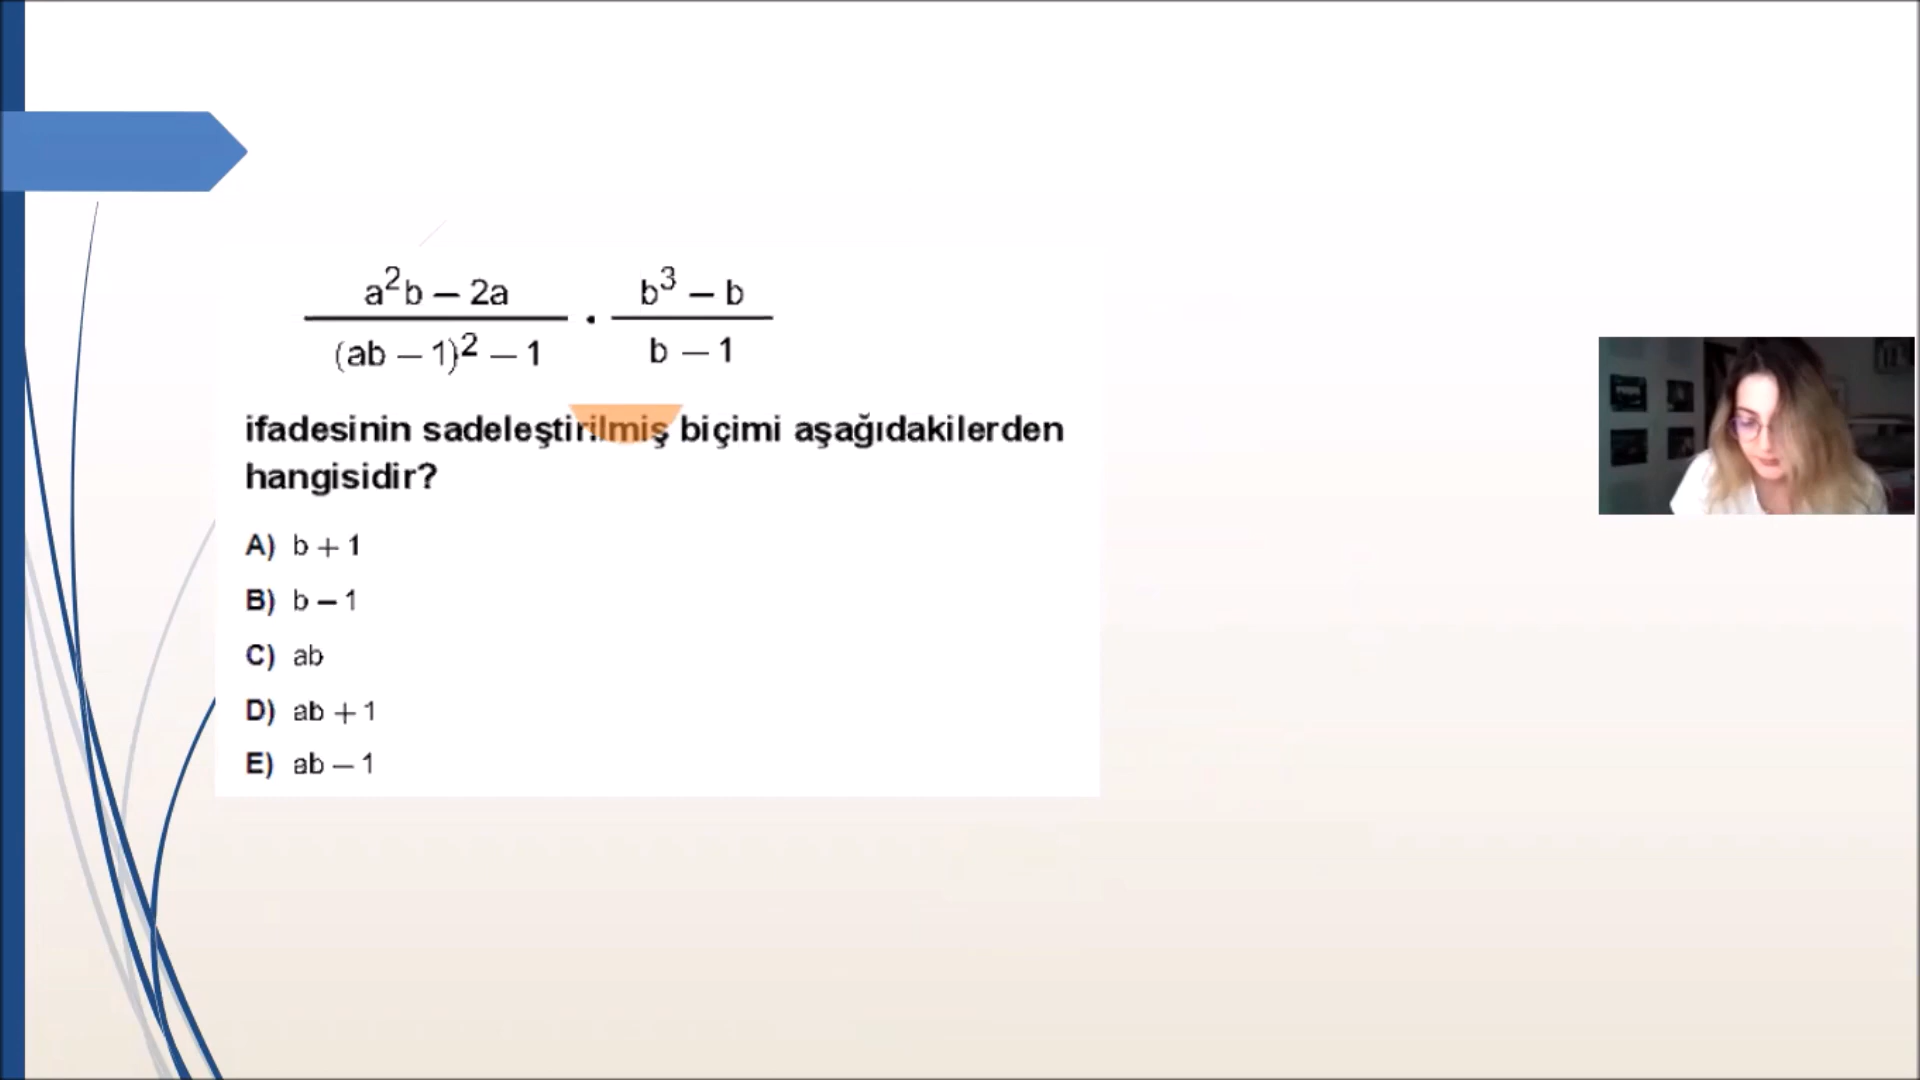 a²b – 2a / (ab – 1)² – 1 · b³ – b / b – 1
ifadesinin sadeleştirilmiş biçimi aşağıdakilerden
hangisidir?
A) b + 1
B) b – 1
C) ab
D) ab + 1
E) ab – 1